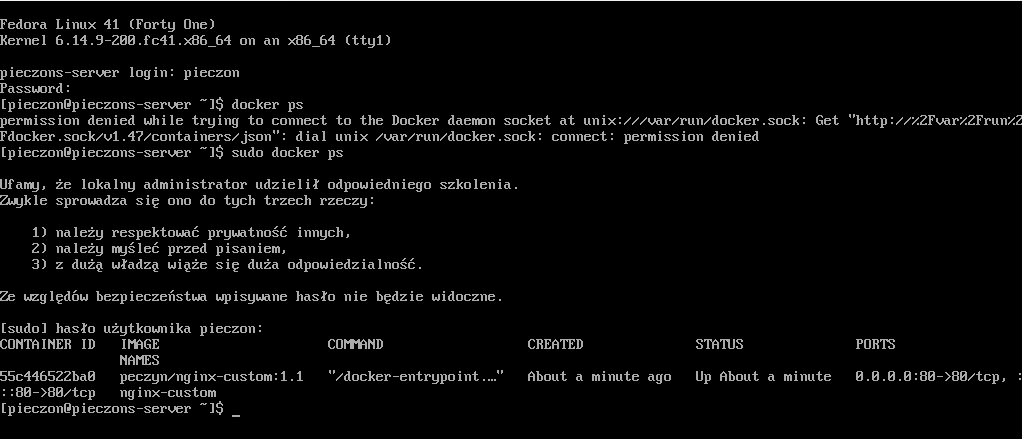 Fedora Linux 41 (Forty One)
Kernel 6.14.9-200.fc41.x86_64 on an x86_64 (tty1)
pieczons-server login: pieczon
Password:
[pieczon@pieczons-server ~]$ docker ps
permission denied while trying to connect to the Docker daemon socket at unix:///var/run/docker.sock: Get "http://%2Fvar%2Frun%2
Fdocker.sock/v1.47/containers/json": dial unix /var/run/docker.sock: connect: permission denied
[pieczon@pieczons-server ~]$ sudo docker ps
Ufamy, że lokalny administrator udzielił odpowiedniego szkolenia.
Zwykle sprowadza się ono do tych trzech rzeczy:
1) należy respektować prywatność innych,
2) należy myśleć przed pisaniem,
3) z dużą władzą wiąże się duża odpowiedzialność.
Ze względów bezpieczeństwa wpisywane hasło nie będzie widoczne.
[sudo] hasło użytkownika pieczon:
CONTAINER ID   IMAGE                     COMMAND                  CREATED              STATUS              PORTS
NAMES
55c446522ba0   peczyn/nginx-custom:1.1   "/docker-entrypoint.…"   About a minute ago   Up About a minute   0.0.0.0:80->80/tcp, :
::80->80/tcp   nginx-custom
[pieczon@pieczons-server ~]$ _